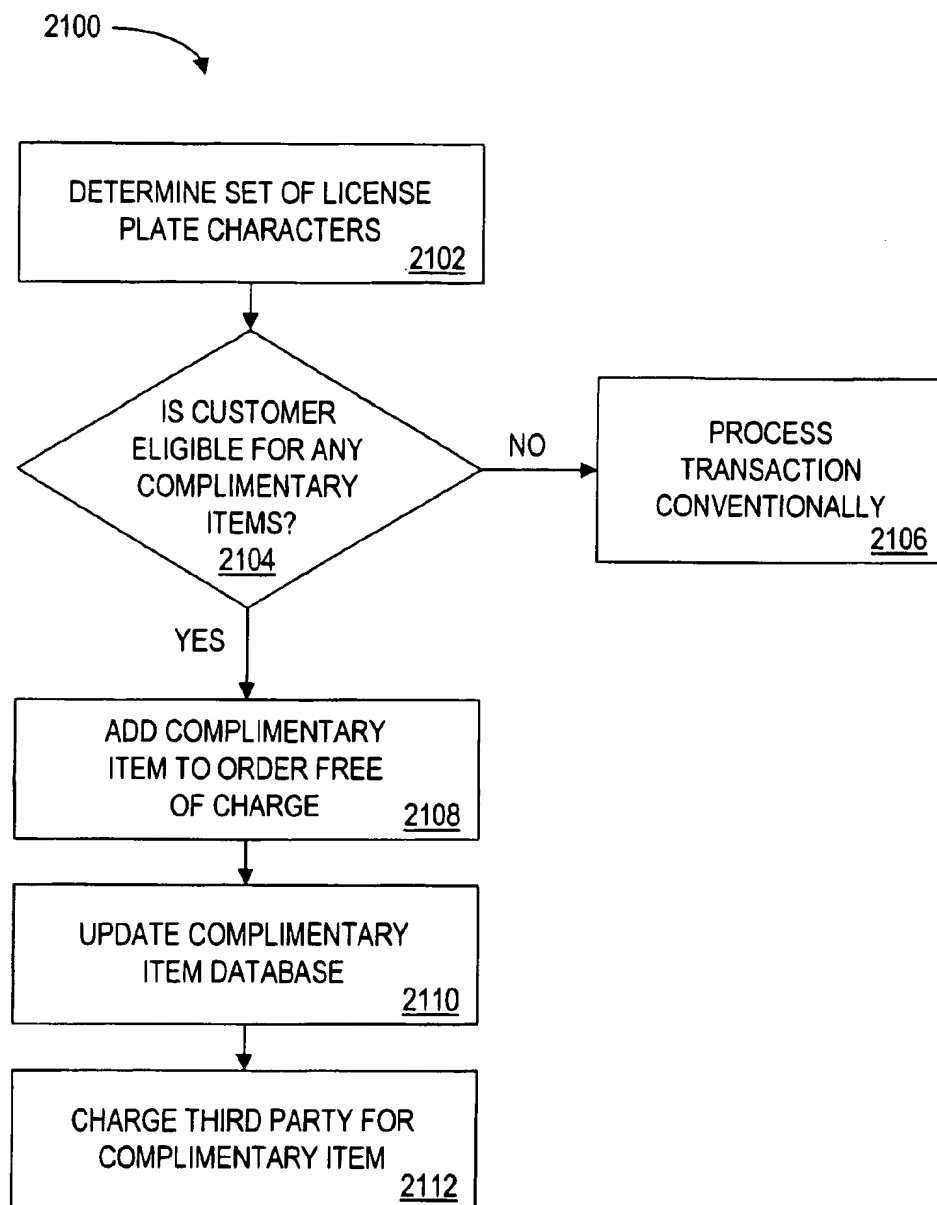 2100
DETERMINE SET OF LICENSE
PLATE CHARACTERS
2102
IS CUSTOMER
ELIGIBLE FOR ANY
COMPLIMENTARY
ITEMS?
2104
NO
PROCESS
TRANSACTION
CONVENTIONALLY
2106
YES
ADD COMPLIMENTARY
ITEM TO ORDER FREE
OF CHARGE
2108
UPDATE COMPLIMENTARY
ITEM DATABASE
2110
CHARGE THIRD PARTY FOR
COMPLIMENTARY ITEM
2112